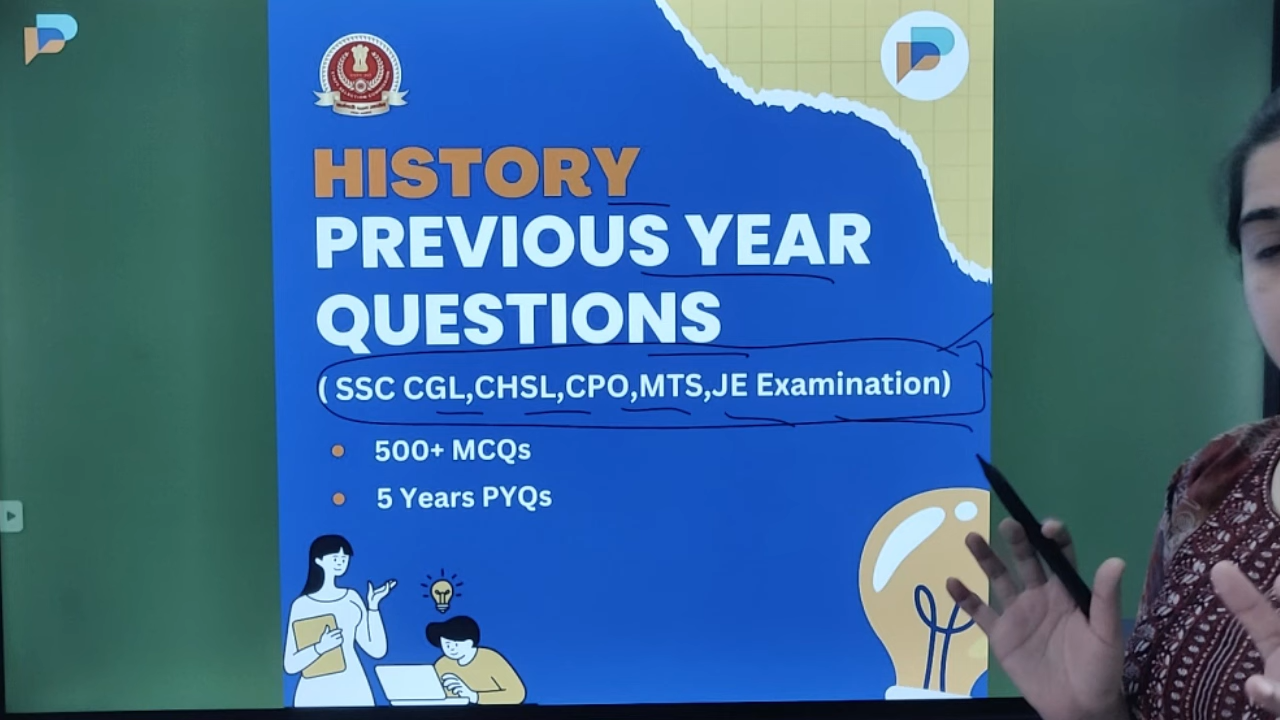 HISTORY
PREVIOUS YEAR
QUESTIONS
( SSC CGL,CHSL,CPO,MTS,JE Examination)
500+ MCQs
5 Years PYQs